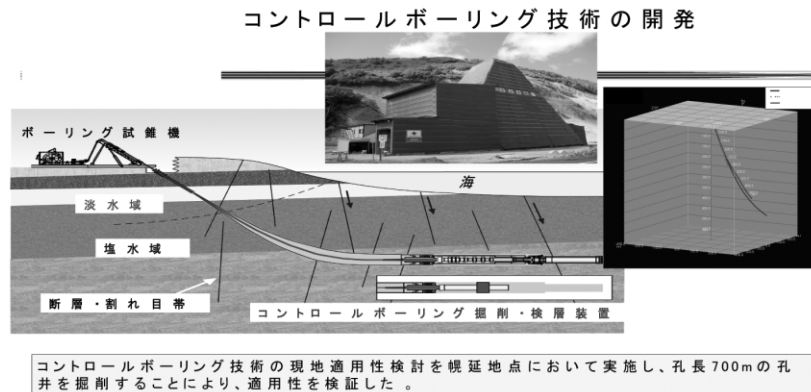 コントロールボーリング技術の開発
ボーリング試錐機
海
淡水域
塩水域
断層・割れ目帯
コントロールボーリング掘削・検層装置
コントロールボーリング技術の現地適用性検討を幌延地点において実施し、孔長700mの孔
井を掘削することにより、適用性を検証した。